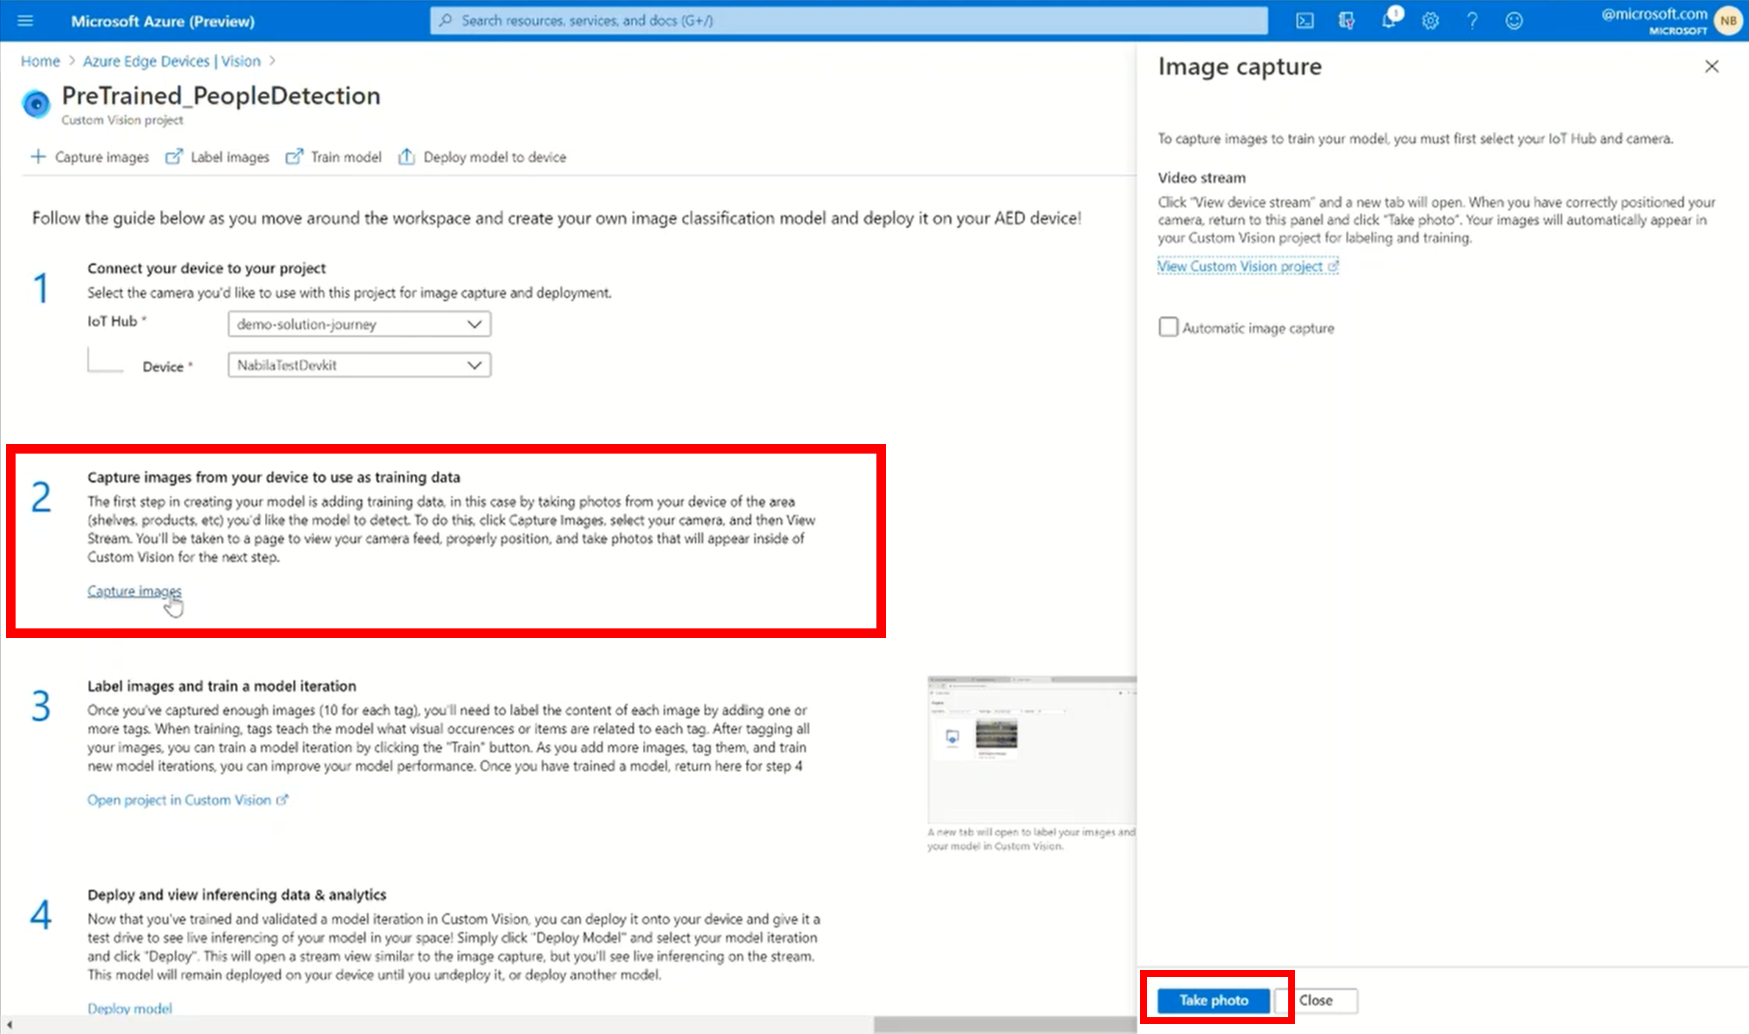 Microsoft Azure (Preview)
Search resources, services, and docs (G+/)
1
@microsoft.com
MICROSOFT
NB
Home > Azure Edge Devices | Vision >
PreTrained_PeopleDetection
Custom Vision project
Capture images
Label images
Train model
Deploy model to device
Follow the guide below as you move around the workspace and create your own image classification model and deploy it on your AED device!
1
Connect your device to your project
Select the camera you'd like to use with this project for image capture and deployment.
IoT Hub *
demo-solution-journey
Device *
NabilaTestDevkit
2
Capture images from your device to use as training data
The first step in creating your model is adding training data, in this case by taking photos from your device of the area
(shelves, products, etc) you'd like the model to detect. To do this, click Capture Images, select your camera, and then View
Stream. You'll be taken to a page to view your camera feed, properly position, and take photos that will appear inside of
Custom Vision for the next step.
Capture images
3
Label images and train a model iteration
Once you've captured enough images (10 for each tag), you'll need to label the content of each image by adding one or
more tags. When training, tags teach the model what visual occurences or items are related to each tag. After tagging all
your images, you can train a model iteration by clicking the "Train" button. As you add more images, tag them, and train
new model iterations, you can improve your model performance. Once you have trained a model, return here for step 4
Open project in Custom Vision
A new tab will open to label your images and
your model in Custom Vision.
4
Deploy and view inferencing data & analytics
Now that you've trained and validated a model iteration in Custom Vision, you can deploy it onto your device and give it a
test drive to see live inferencing of your model in your space! Simply click "Deploy Model" and select your model iteration
and click "Deploy". This will open a stream view similar to the image capture, but you'll see live inferencing on the stream.
This model will remain deployed on your device until you undeploy it, or deploy another model.
Deploy model
Image capture
To capture images to train your model, you must first select your IoT Hub and camera.
Video stream
Click "View device stream" and a new tab will open. When you have correctly positioned your
camera, return to this panel and click "Take photo". Your images will automatically appear in
your Custom Vision project for labeling and training.
View Custom Vision project
Automatic image capture
Take photo
Close